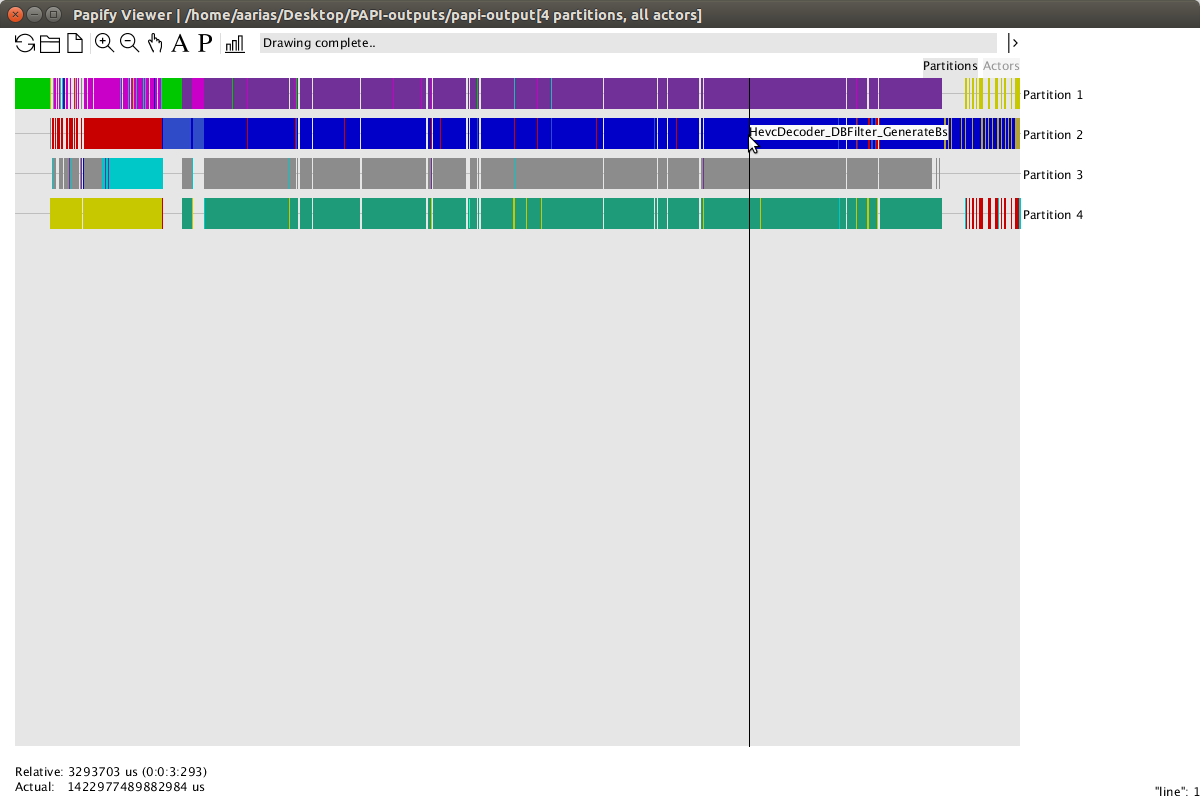 Papify Viewer | /home/aarias/Desktop/PAPI-outputs/papi-output[4 partitions, all actors]
A P Drawing complete..
Partitions Actors
Partition 1
Partition 2
HevcDecoder_DBFilter_GenerateBs
Partition 3
Partition 4
Relative: 3293703 us (0:0:3:293)
Actual: 1422977489882984 us
"line": 1